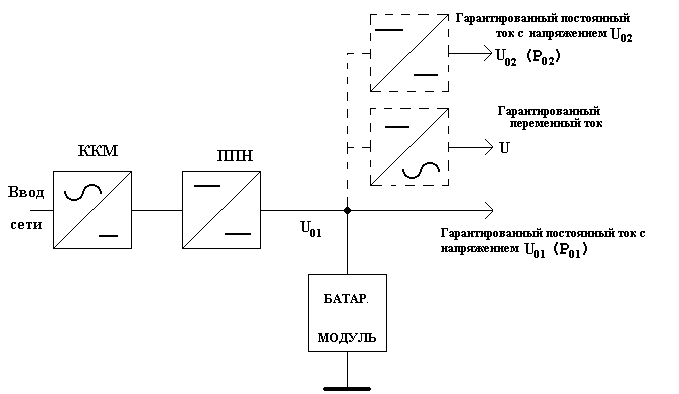 Гарантированный постоянный
ток с напряжением U02
U02 (P02)
Гарантированный
переменный ток
U
ККМ
ППН
Ввод
сети
U01
Гарантированный постоянный ток с
напряжением U01 (P01)
БАТАР.
МОДУЛЬ